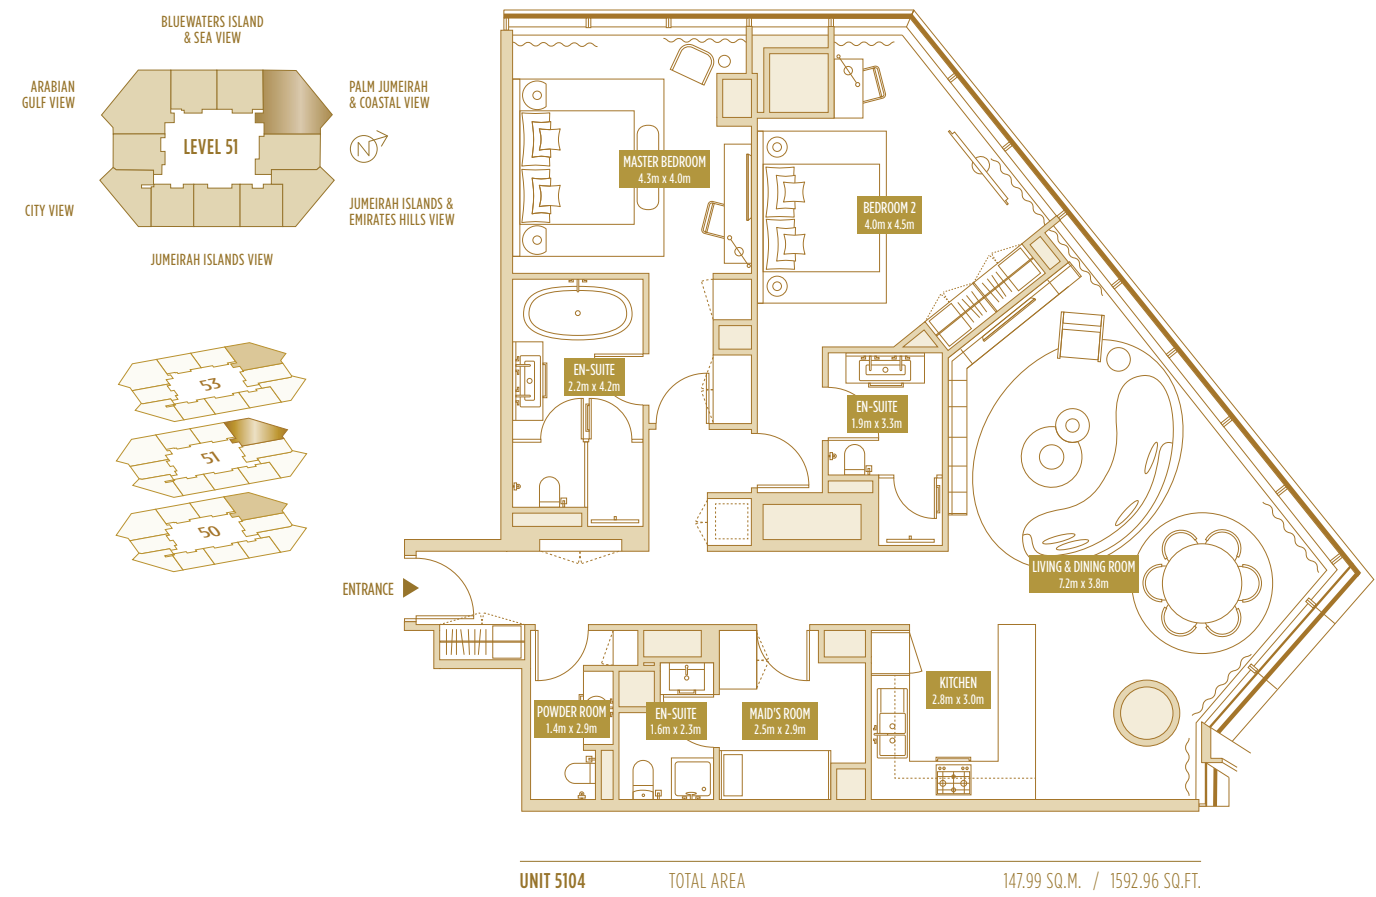 BLUEWATERS ISLAND
& SEA VIEW
ARABIAN
GULF VIEW
PALM JUMEIRAH
& COASTAL VIEW
LEVEL 51
N
CITY VIEW
JUMEIRAH ISLANDS &
EMIRATES HILLS VIEW
JUMEIRAH ISLANDS VIEW
53
51
50
MASTER BEDROOM
4.3m x 4.0m
BEDROOM 2
4.0m x 4.5m
EN-SUITE
2.2m x 4.2m
EN-SUITE
1.9m x 3.3m
LIVING & DINING ROOM
7.2m x 3.8m
ENTRANCE
KITCHEN
2.8m x 3.0m
POWDER ROOM
1.4m x 2.9m
EN-SUITE
1.6m x 2.3m
MAID'S ROOM
2.5m x 2.9m
UNIT 5104 TOTAL AREA 147.99 SQ.M. / 1592.96 SQ.FT.